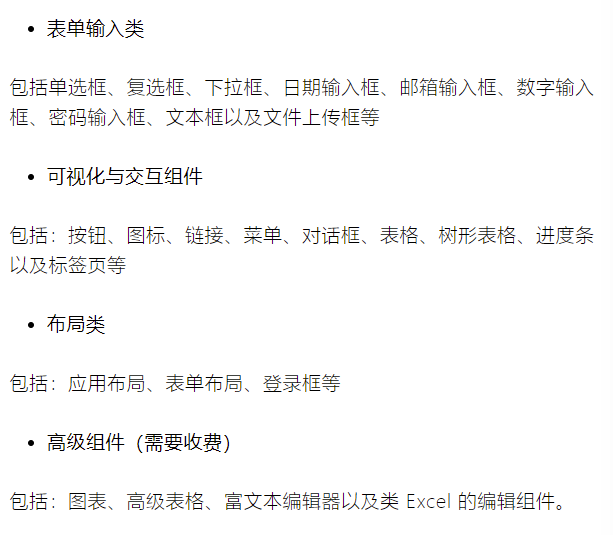 • 表单输入类
包括单选框、复选框、下拉框、日期输入框、邮箱输入框、数字输入
框、密码输入框、文本框以及文件上传框等
• 可视化与交互组件
包括：按钮、图标、链接、菜单、对话框、表格、树形表格、进度条
以及标签页等
• 布局类
包括：应用布局、表单布局、登录框等
• 高级组件（需要收费）
包括：图表、高级表格、富文本编辑器以及类 Excel 的编辑组件。